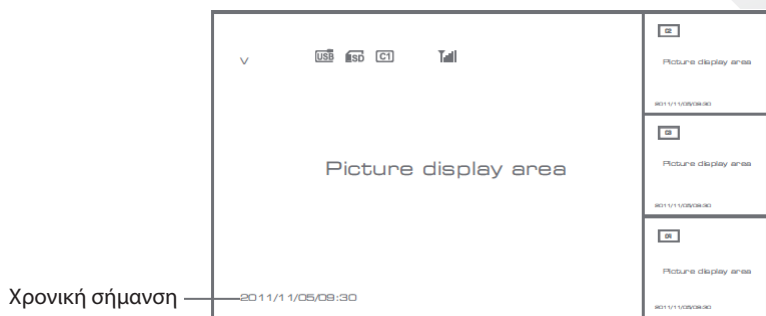 V USB SD C1
Picture display area
Χρονική σήμανση
2011/11/05/09:30
C2
Picture display area
2011/11/05/09:30
C3
Picture display area
2011/11/05/09:30
C4
Picture display area
2011/11/05/09:30